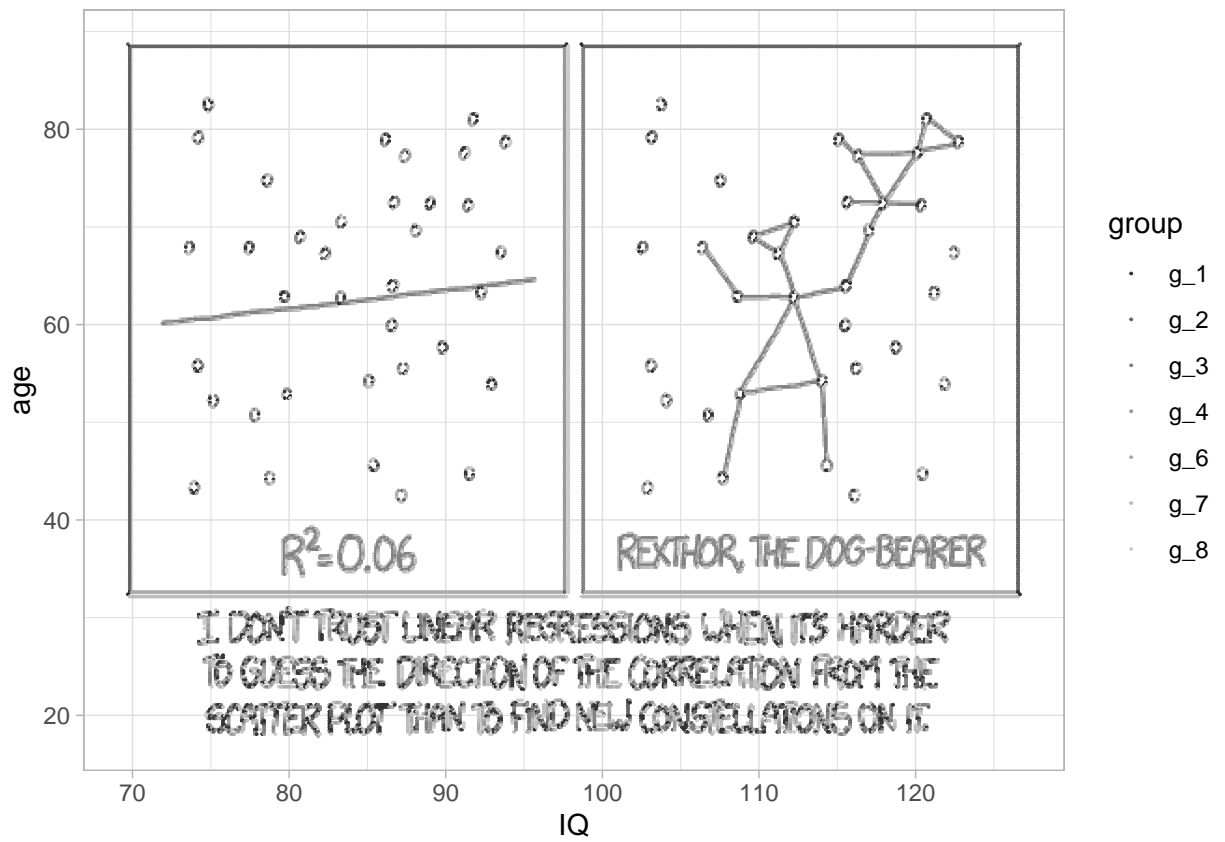 80
60
40
20
age
R²=0.06
REXTHOR, THE DOG-BEARER
I DON'T TRUST LINEAR REGRESSIONS WHEN IT'S HARDER
TO GUESS THE DIRECTION OF THE CORRELATION FROM THE
SCATTER PLOT THAN TO FIND NEW CONSTELLATIONS ON IT.
70 80 90 100 110 120
IQ
group
g_1
g_2
g_3
g_4
g_6
g_7
g_8